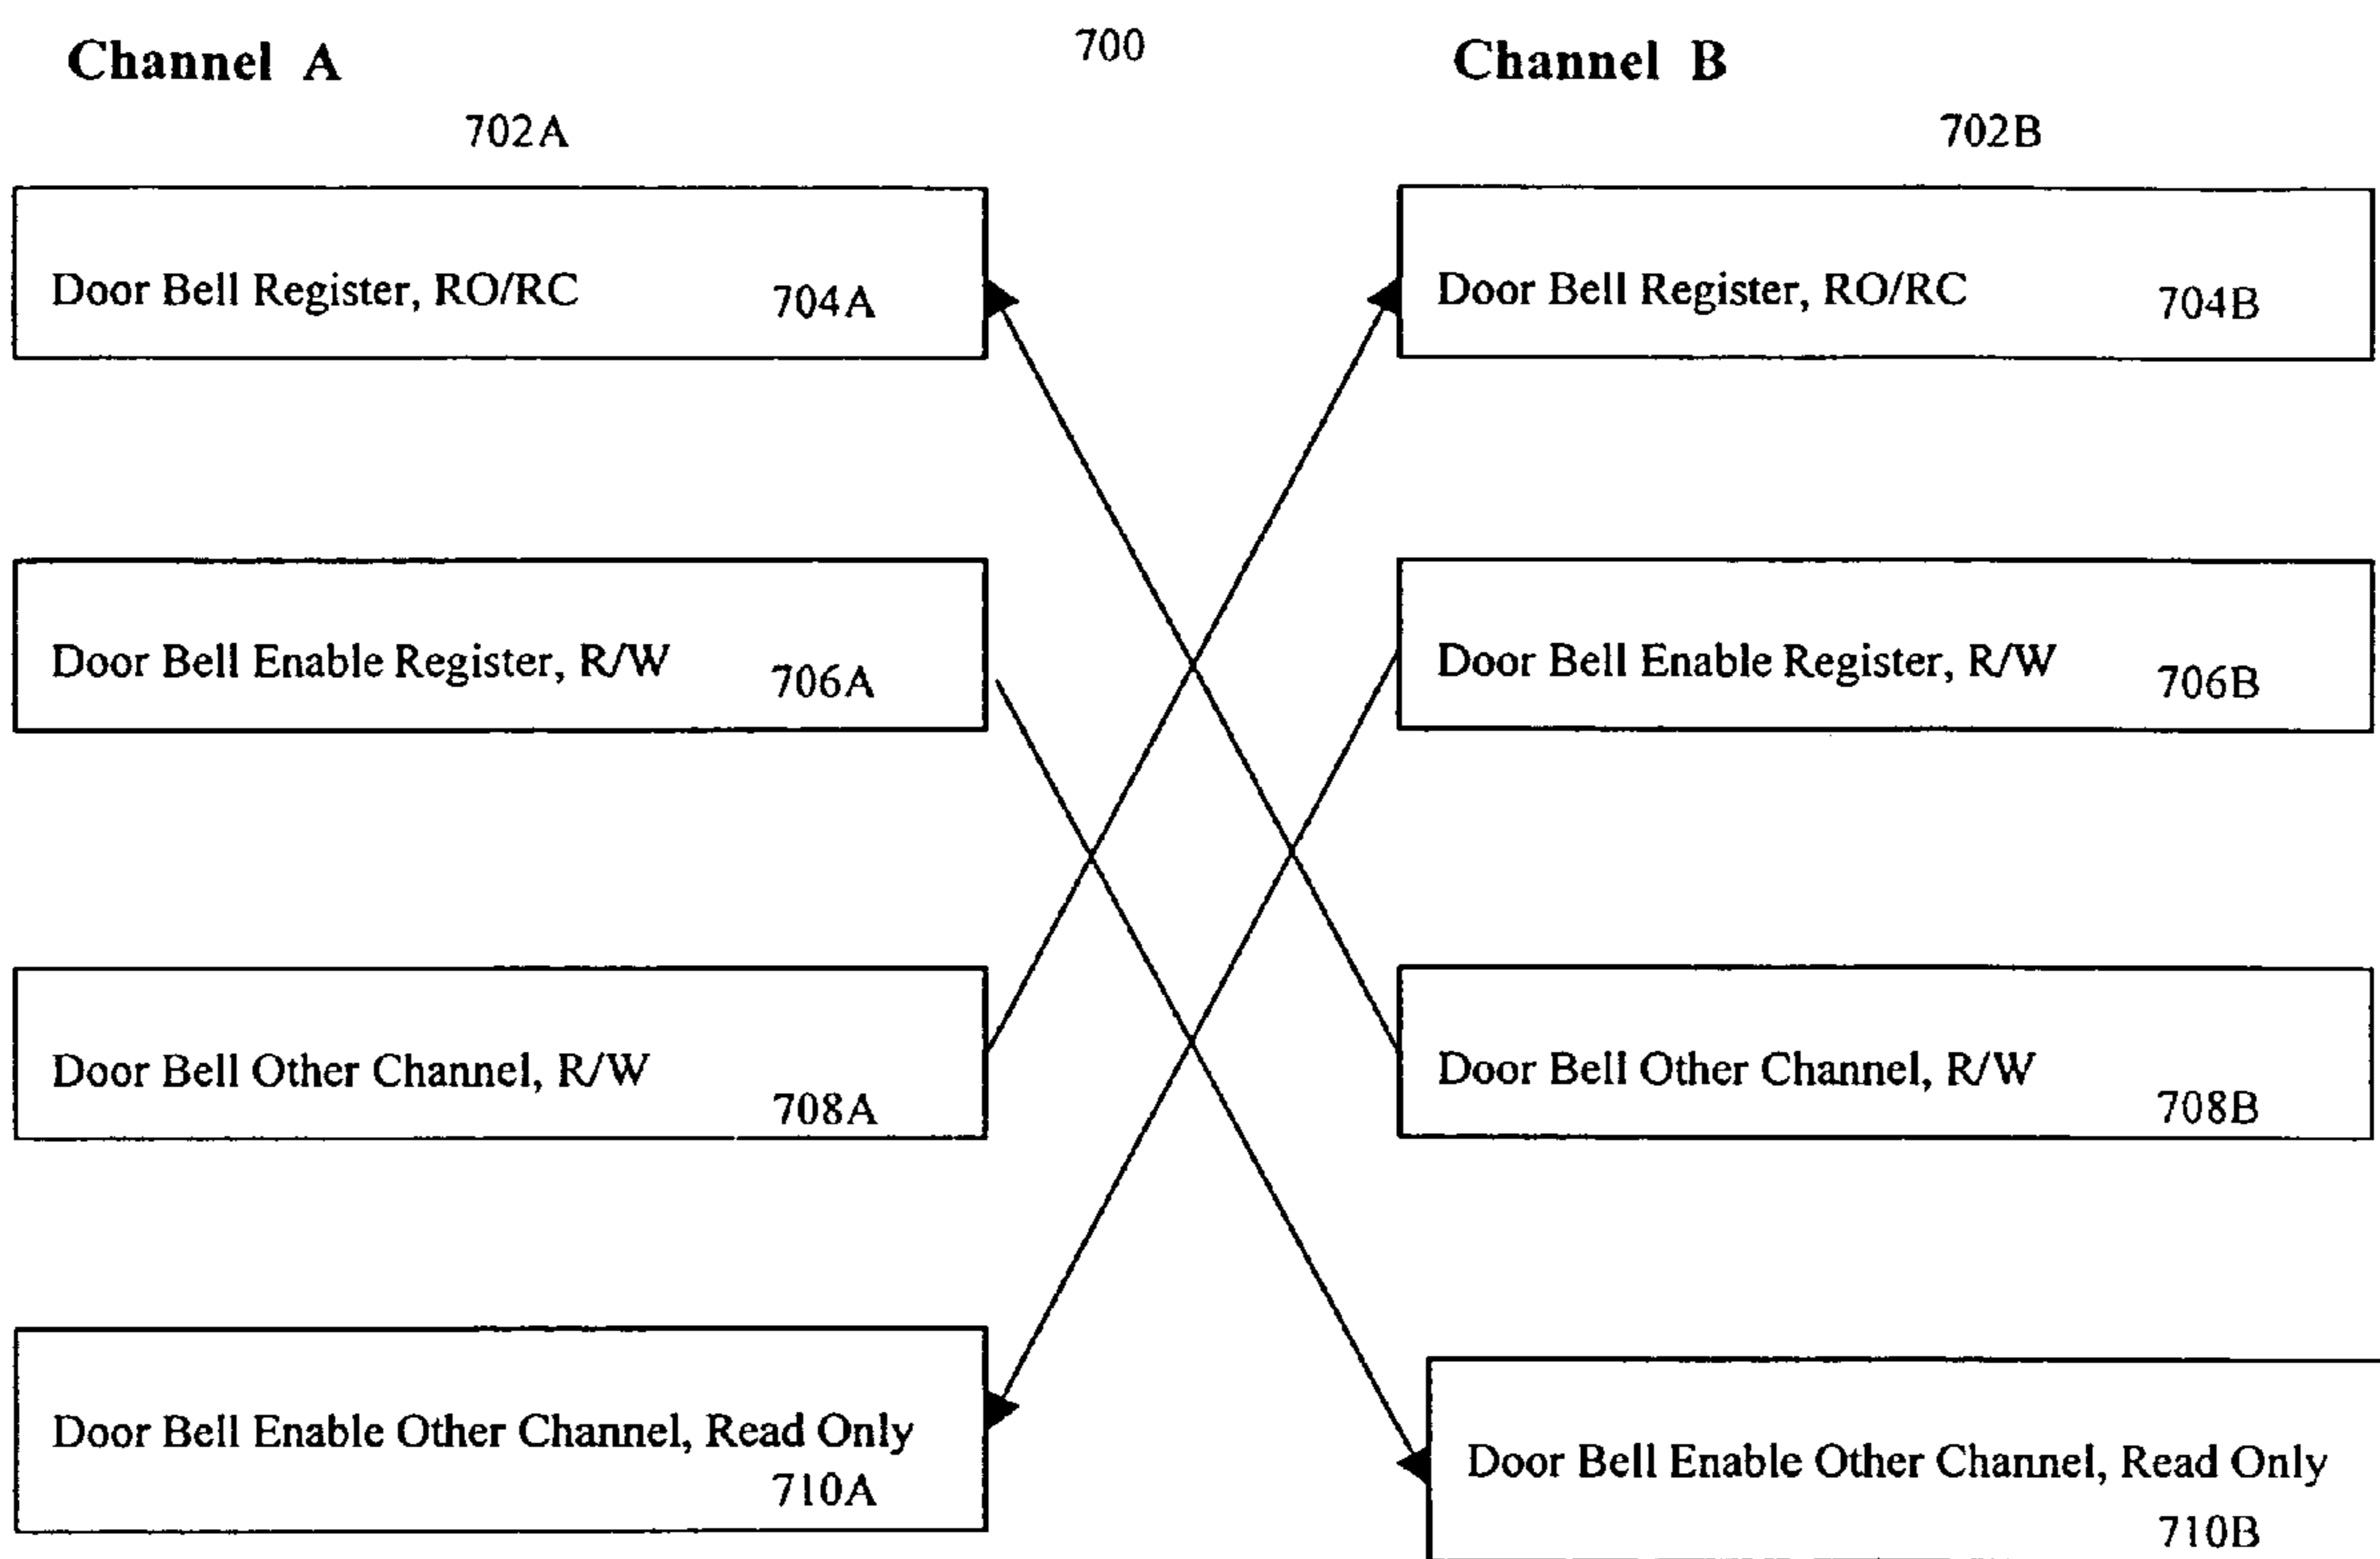 Channel A
700
Channel B
702A
702B
Door Bell Register, RO/RC
704A
Door Bell Register, RO/RC
704B
Door Bell Enable Register, R/W
706A
Door Bell Enable Register, R/W
706B
Door Bell Other Channel, R/W
708A
Door Bell Other Channel, R/W
708B
Door Bell Enable Other Channel, Read Only
710A
Door Bell Enable Other Channel, Read Only
710B